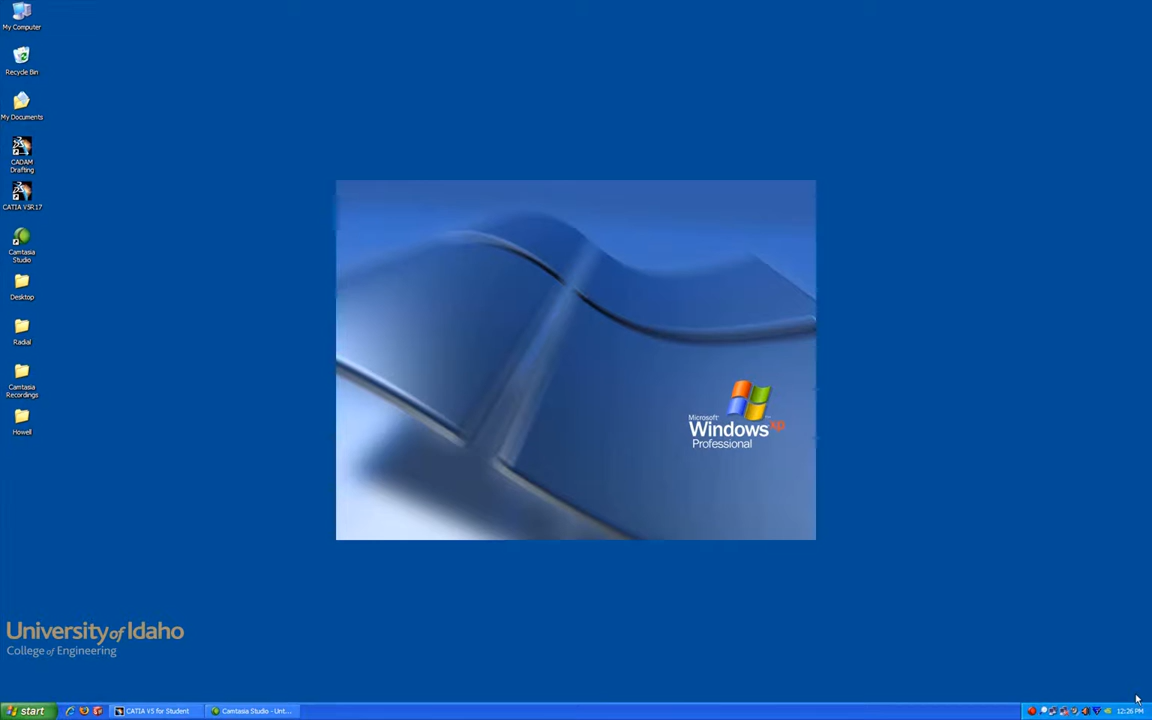 My Computer
Recycle Bin
My Documents
CADAM
Drafting
CATIA V5R17
Camtasia
Studio
Desktop
Radial
Camtasia
Recordings
Howell
Microsoft
Windows xp
Professional
University of Idaho
College of Engineering
start
CATIA V5 for Student
Camtasia Studio - Unt...
12:26 PM